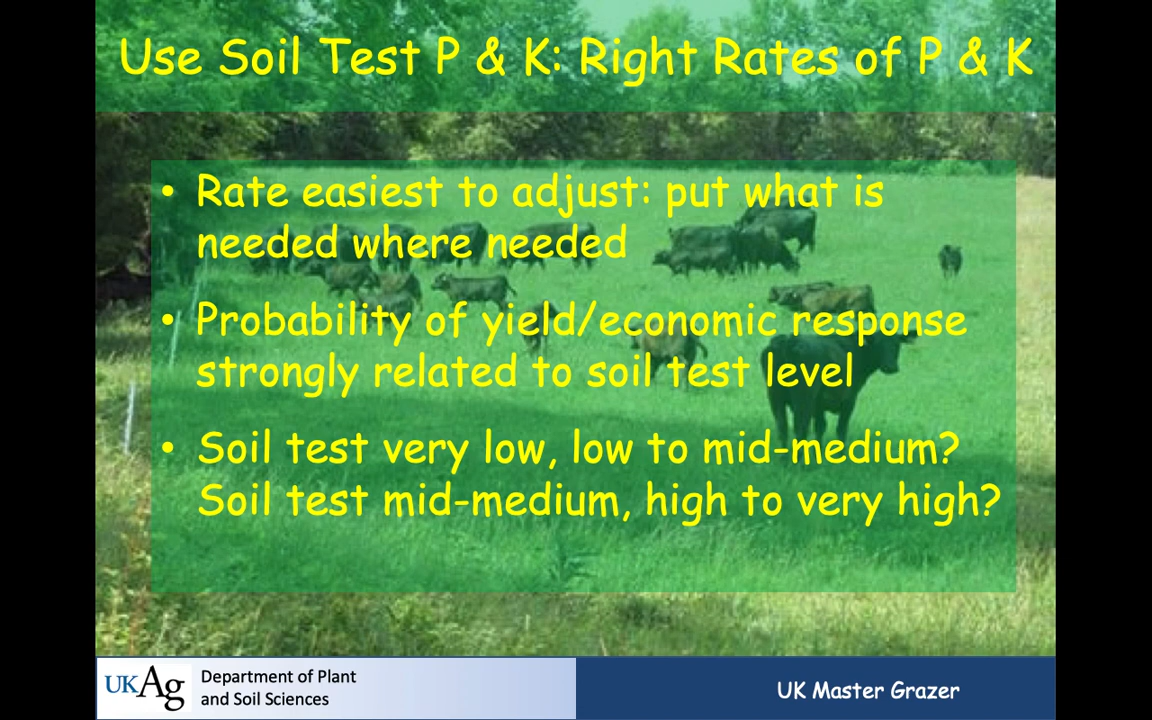 Use Soil Test P & K: Right Rates of P & K
• Rate easiest to adjust: put what is
needed where needed
• Probability of yield/economic response
strongly related to soil test level
• Soil test very low, low to mid-medium?
Soil test mid-medium, high to very high?
UKAg
Department of Plant
and Soil Sciences
UK Master Grazer